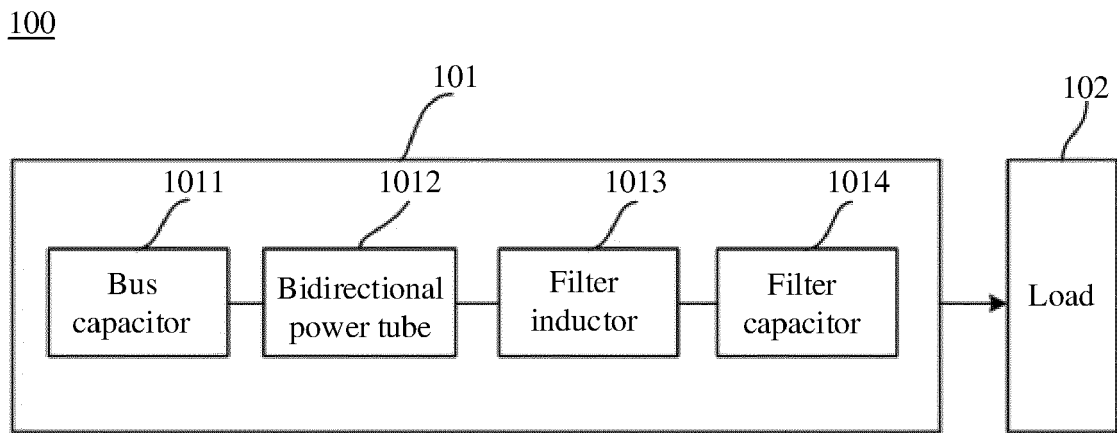 100
101
102
1011
1012
1013
1014
Bus
capacitor
Bidirectional
power tube
Filter
inductor
Filter
capacitor
Load